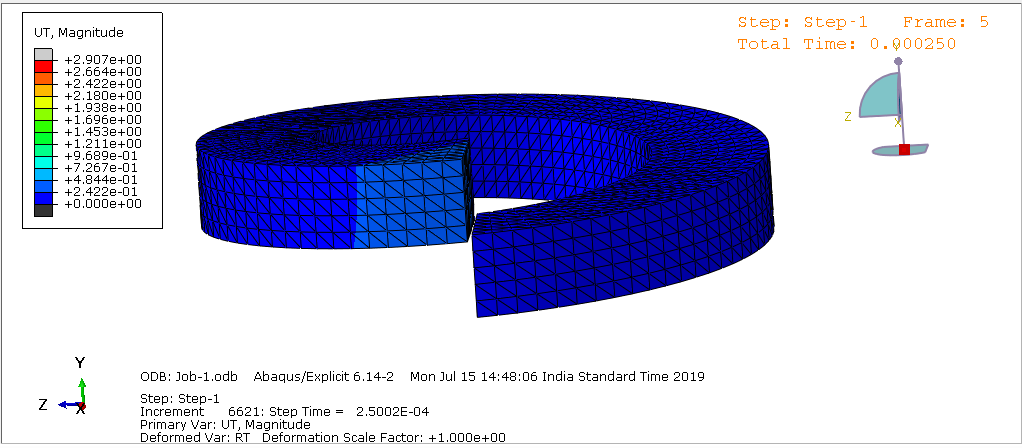 UT, Magnitude
+2.907e+00
+2.664e+00
+2.422e+00
+2.180e+00
+1.938e+00
+1.696e+00
+1.453e+00
+1.211e+00
+9.689e-01
+7.267e-01
+4.844e-01
+2.422e-01
+0.000e+00
Step: Step-1 Frame: 5
Total Time: 0.000250
Y
Z
X
Y
Z
X
ODB: Job-1.odb Abaqus/Explicit 6.14-2 Mon Jul 15 14:48:06 India Standard Time 2019
Step: Step-1
Increment 6621: Step Time = 2.5002E-04
Primary Var: UT, Magnitude
Deformed Var: RT Deformation Scale Factor: +1.000e+00